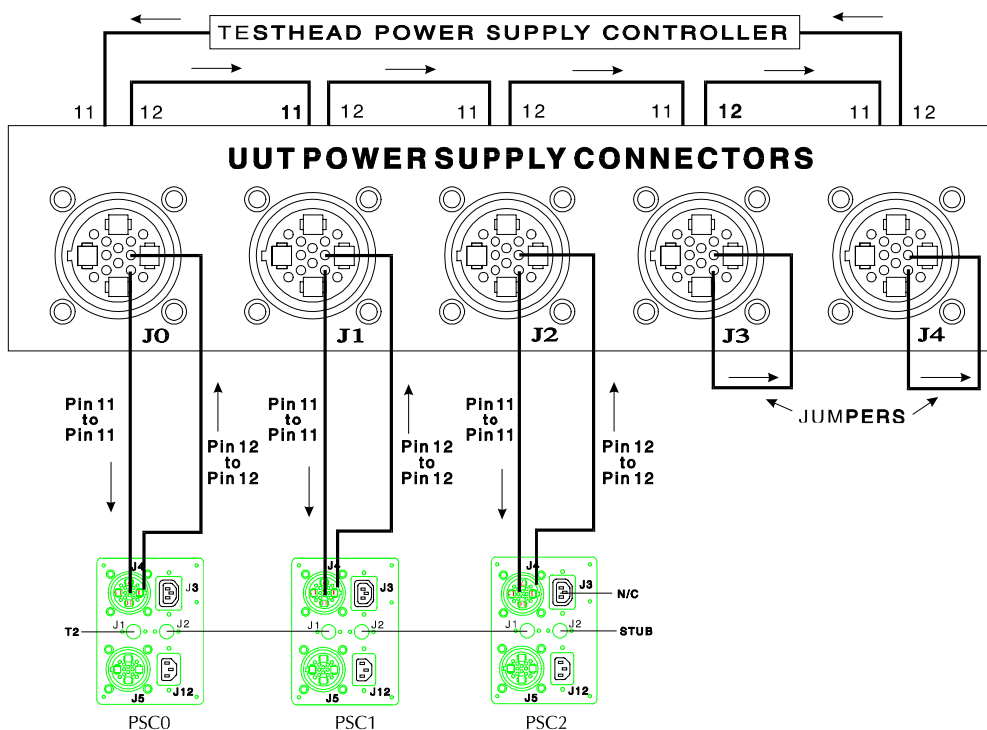 TESTHEAD POWER SUPPLY CONTROLLER
11 12 11 12 11 12 11 12 11 12
UUT POWER SUPPLY CONNECTORS
J0 J1 J2 J3 J4
Pin 11
to
Pin 11
Pin 12
to
Pin 12
Pin 11
to
Pin 11
Pin 12
to
Pin 12
Pin 11
to
Pin 11
Pin 12
to
Pin 12
JUMPERS
J4 J3
J4 J3
J4 J3 N/C
T2 J1 J2
J1 J2
J1 J2 STUB
J5 J12
J5 J12
J5 J12
PSC0 PSC1 PSC2